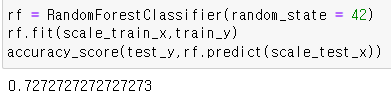 rf = RandomForestClassifier(random_state = 42)
rf.fit(scale_train_x,train_y)
accuracy_score(test_y,rf.predict(scale_test_x))
0.7272727272727273